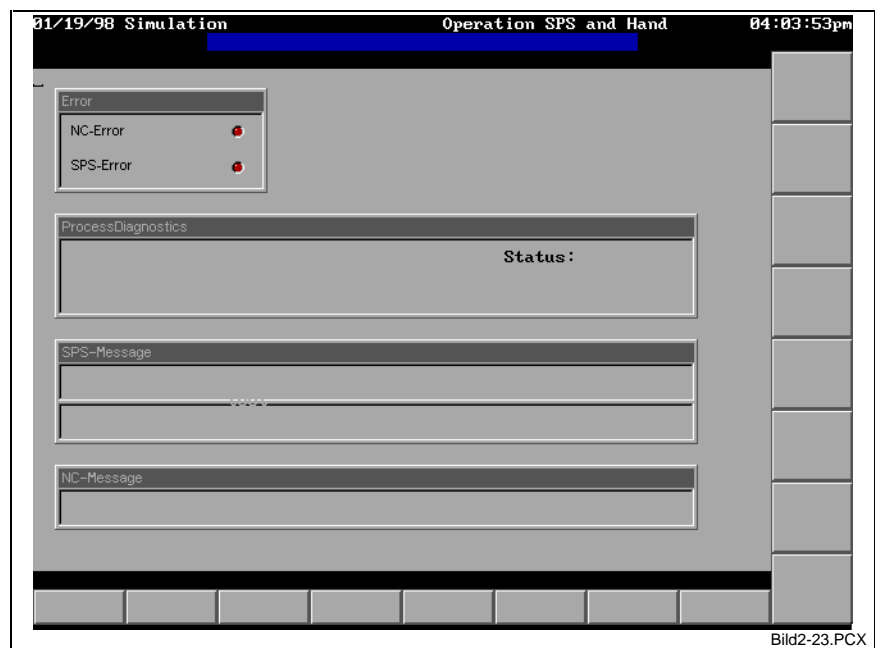 01/19/98 Simulation Operation SPS and Hand 04:03:53pm
Error
NC-Error
SPS-Error
ProcessDiagnostics
Status:
SPS-Message
NC-Message
Bild2-23.PCX